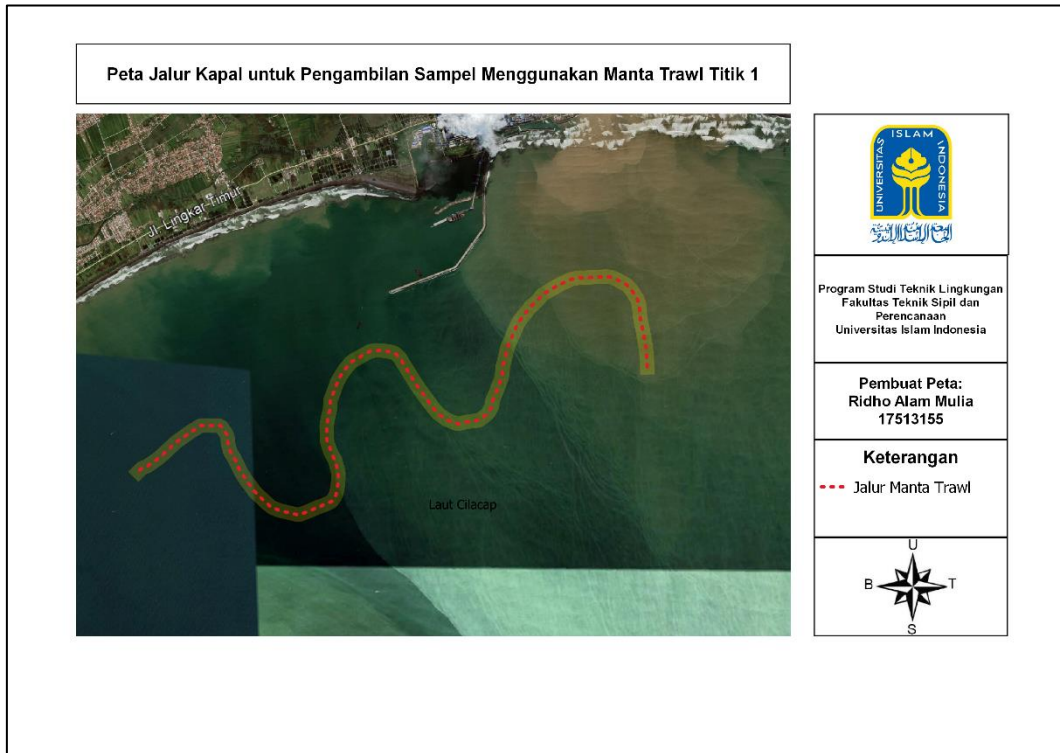 Peta Jalur Kapal untuk Pengambilan Sampel Menggunakan Manta Trawl Titik 1
Jl- Lingkar-Timut
Laut Cilacap
UNIVERSITAS
ISLAM
INDONESIA
Program Studi Teknik Lingkungan
Fakultas Teknik Sipil dan
Perencanaan
Universitas Islam Indonesia
Pembuat Peta:
Ridho Alam Mulia
17513155
Keterangan
Jalur Manta Trawl
U
B T
S